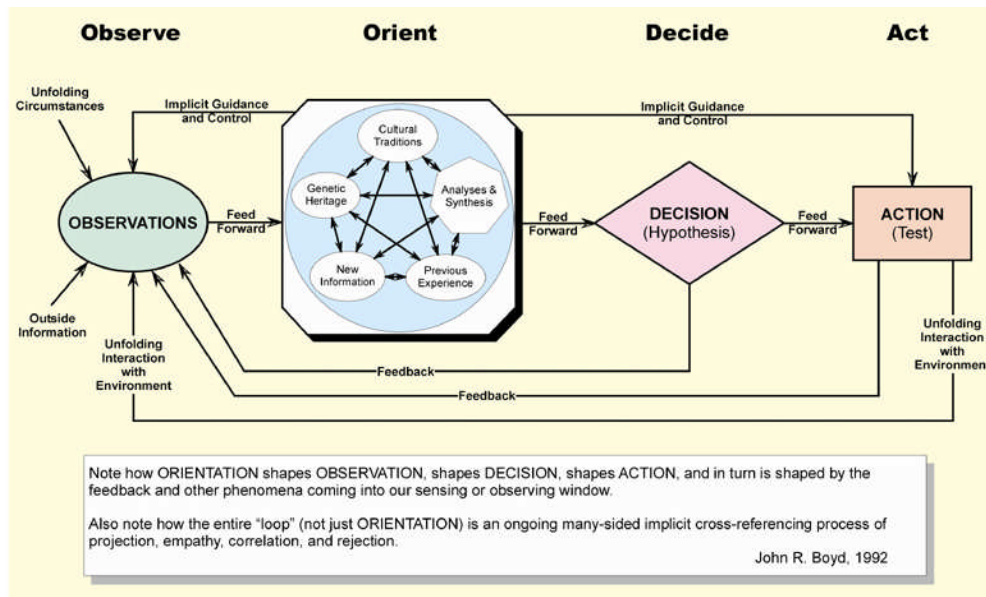 Observe
Orient
Decide
Act
Unfolding
Circumstances
Implicit Guidance
and Control
Cultural
Traditions
Genetic
Heritage
Analyses &
Synthesis
New
Information
Previous
Experience
Implicit Guidance
and Control
OBSERVATIONS
Feed
Forward
Feed
Forward
DECISION
(Hypothesis)
Feed
Forward
ACTION
(Test)
Outside
Information
Unfolding
Interaction
with
Environment
Feedback
Feedback
Unfolding
Interaction
with
Environment
Note how ORIENTATION shapes OBSERVATION, shapes DECISION, shapes ACTION, and in turn is shaped by the
feedback and other phenomena coming into our sensing or observing window.
Also note how the entire “loop” (not just ORIENTATION) is an ongoing many-sided implicit cross-referencing process of
projection, empathy, correlation, and rejection.
John R. Boyd, 1992